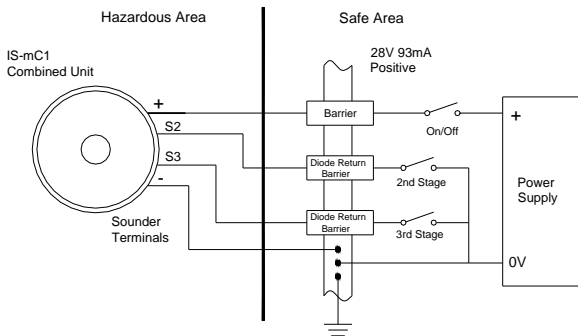 Hazardous Area
Safe Area
IS-mC1
Combined Unit
28V 93mA
Positive
+
S2
S3
-
Sounder
Terminals
Barrier
On/Off
Diode Return
Barrier
2nd Stage
Diode Return
Barrier
3rd Stage
+
Power
Supply
0V